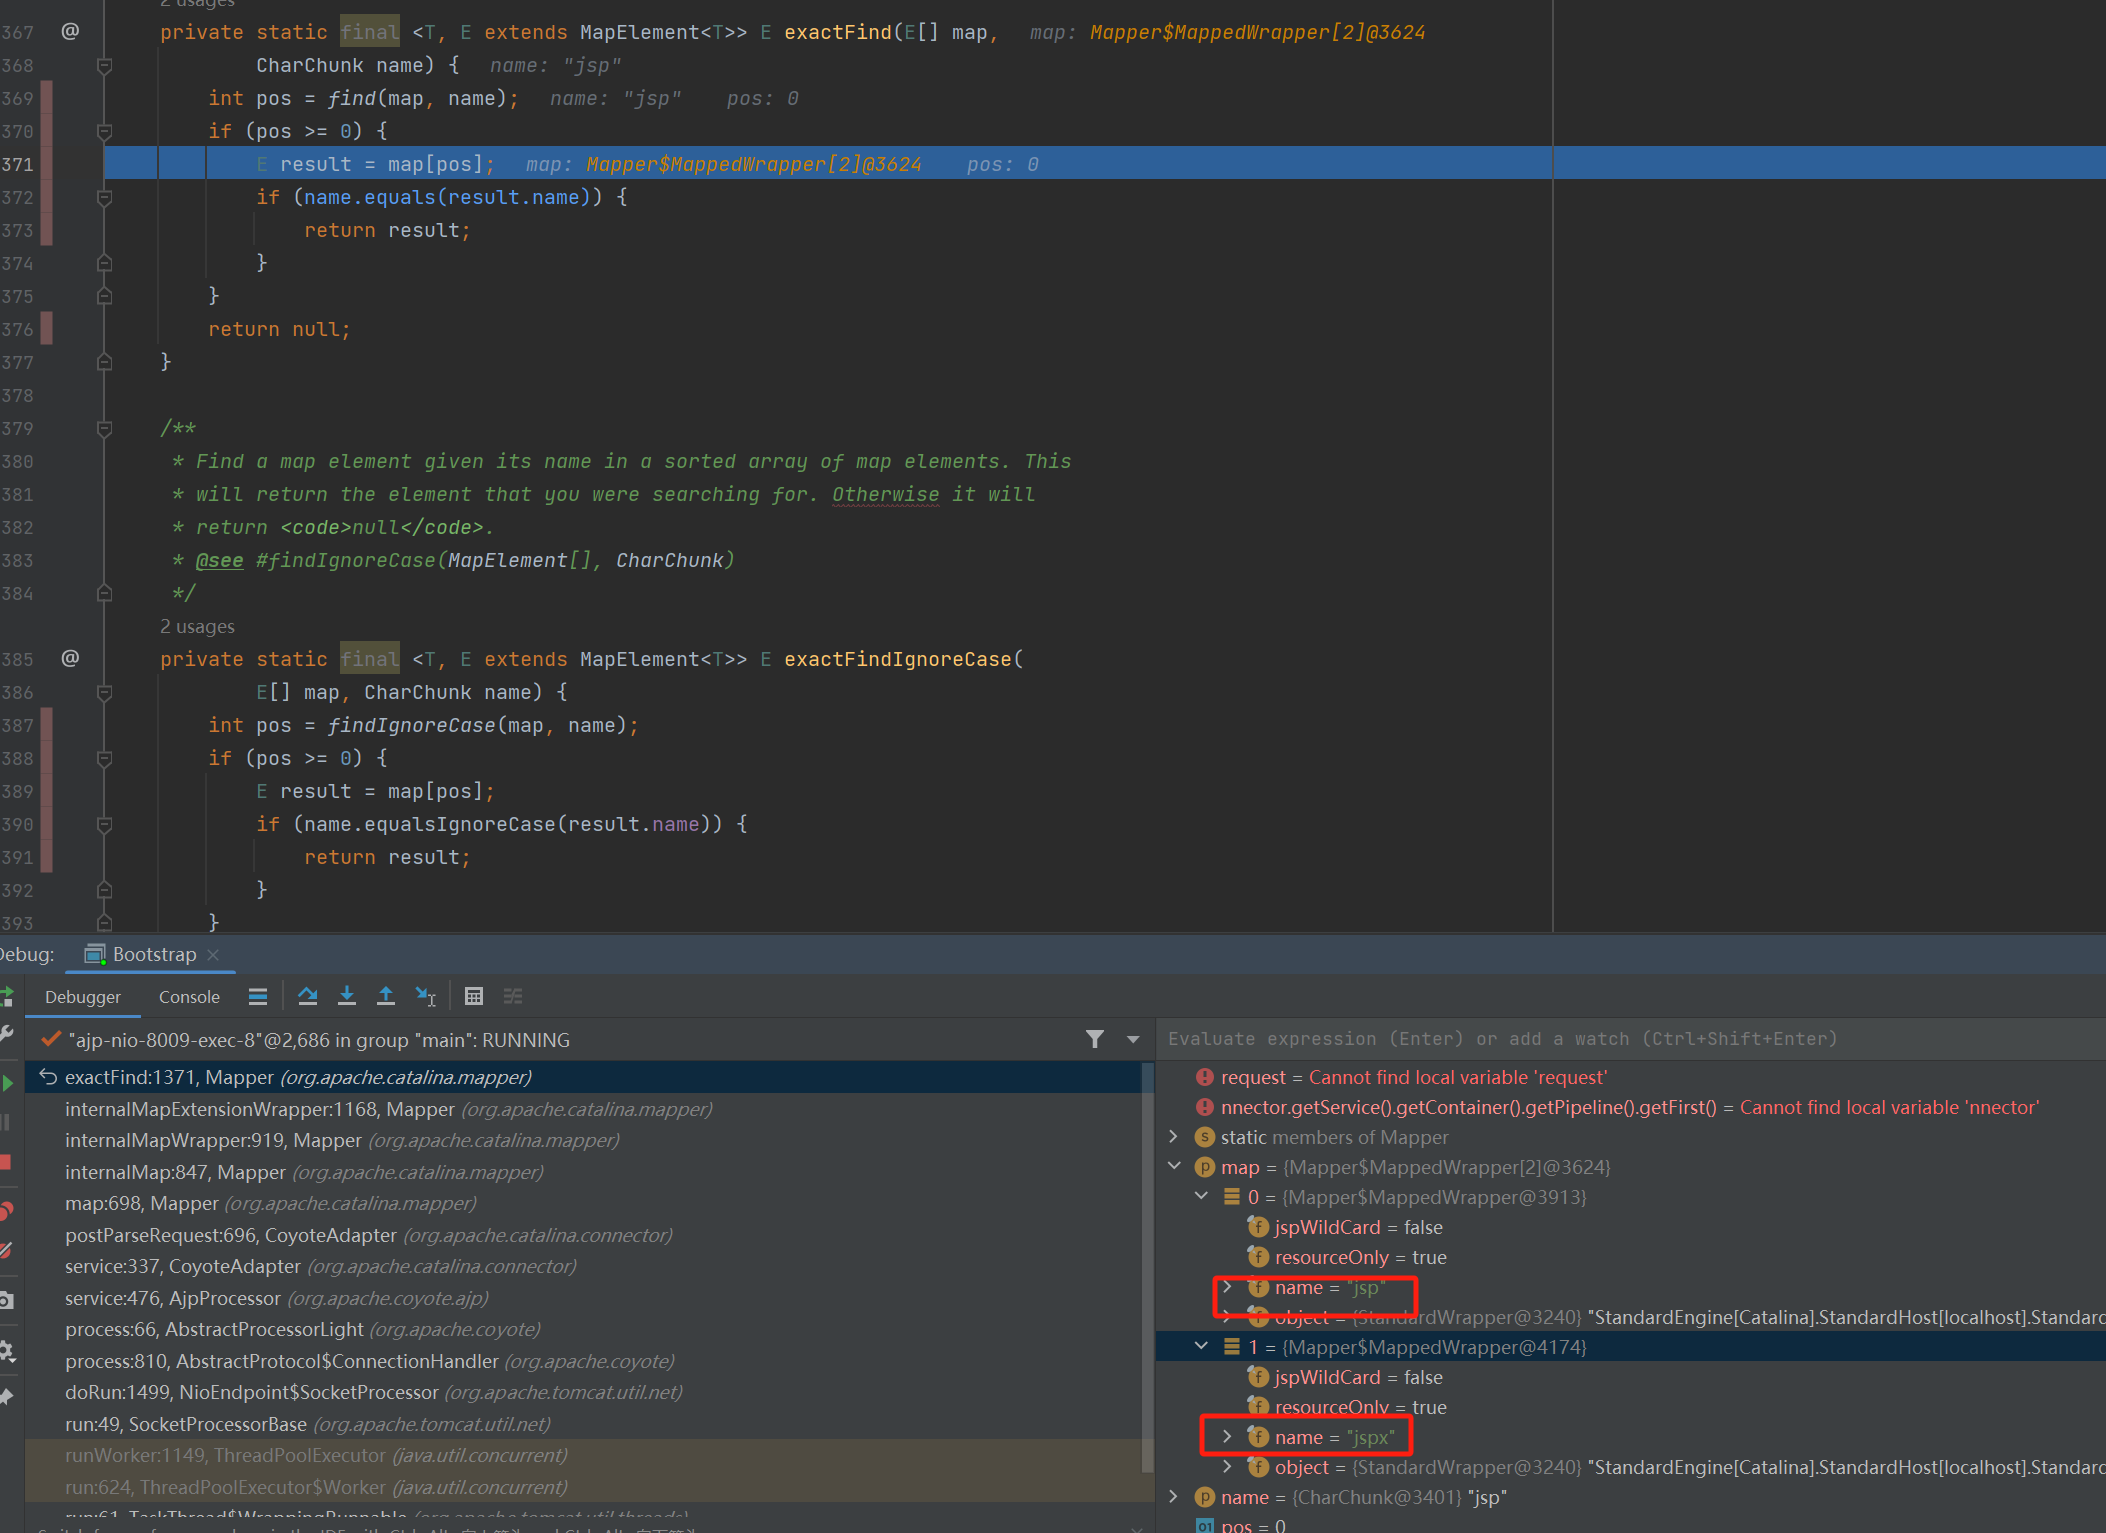 2 usages
367 @ private static final <T, E extends MapElement<T>> E exactFind(E[] map, map: Mapper$MappedWrapper[2]@3624
368 CharChunk name) { name: "jsp"
369 int pos = find(map, name); name: "jsp" pos: 0
370 if (pos >= 0) {
371 E result = map[pos]; map: Mapper$MappedWrapper[2]@3624 pos: 0
372 if (name.equals(result.name)) {
373 return result;
374 }
375 }
376 return null;
377 }
378
379 /**
380 * Find a map element given its name in a sorted array of map elements. This
381 * will return the element that you were searching for. Otherwise it will
382 * return <code>null</code>.
383 * @see #findIgnoreCase(MapElement[], CharChunk)
384 */
2 usages
385 @ private static final <T, E extends MapElement<T>> E exactFindIgnoreCase(
386 E[] map, CharChunk name) {
387 int pos = findIgnoreCase(map, name);
388 if (pos >= 0) {
389 E result = map[pos];
390 if (name.equalsIgnoreCase(result.name)) {
391 return result;
392 }
393 }
Debug: Bootstrap
Debugger Console
"ajp-nio-8009-exec-8"@2,686 in group "main": RUNNING
exactFind:1371, Mapper (org.apache.catalina.mapper)
internalMapExtensionWrapper:1168, Mapper (org.apache.catalina.mapper)
internalMapWrapper:919, Mapper (org.apache.catalina.mapper)
internalMap:847, Mapper (org.apache.catalina.mapper)
map:698, Mapper (org.apache.catalina.mapper)
postParseRequest:696, CoyoteAdapter (org.apache.catalina.connector)
service:337, CoyoteAdapter (org.apache.catalina.connector)
service:476, AjpProcessor (org.apache.coyote.ajp)
process:66, AbstractProcessorLight (org.apache.coyote)
process:810, AbstractProtocol$ConnectionHandler (org.apache.coyote)
doRun:1499, NioEndpoint$SocketProcessor (org.apache.tomcat.util.net)
run:49, SocketProcessorBase (org.apache.tomcat.util.net)
runWorker:1149, ThreadPoolExecutor (java.util.concurrent)
run:624, ThreadPoolExecutor$Worker (java.util.concurrent)
run:61, TaskThread$WrappingRunnable (org.apache.tomcat.util.threads)
Evaluate expression (Enter) or add a watch (Ctrl+Shift+Enter)
request = Cannot find local variable 'request'
nnector.getService().getContainer().getPipeline().getFirst() = Cannot find local variable 'nnector'
static members of Mapper
map = {Mapper$MappedWrapper[2]@3624}
0 = {Mapper$MappedWrapper@3913}
jspWildCard = false
resourceOnly = true
name = "jsp"
object = {StandardWrapper@3240} "StandardEngine[Catalina].StandardHost[localhost].Standard
1 = {Mapper$MappedWrapper@4174}
jspWildCard = false
resourceOnly = true
name = "jspx"
object = {StandardWrapper@3240} "StandardEngine[Catalina].StandardHost[localhost].Standard
name = {CharChunk@3401} "jsp"
01 pos = 0